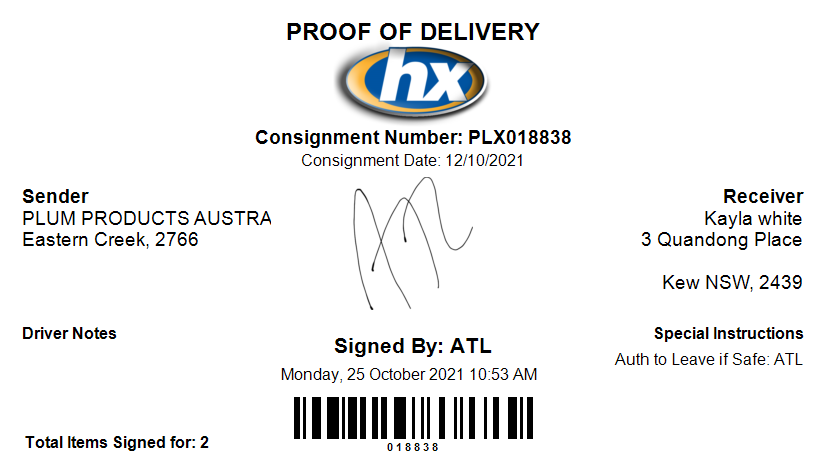 PROOF OF DELIVERY
hx
Consignment Number: PLX018838
Consignment Date: 12/10/2021
Sender
PLUM PRODUCTS AUSTRA
Eastern Creek, 2766
Receiver
Kayla white
3 Quandong Place
Kew NSW, 2439
Driver Notes
Signed By: ATL
Monday, 25 October 2021 10:53 AM
Special Instructions
Auth to Leave if Safe: ATL
Total Items Signed for: 2
018838